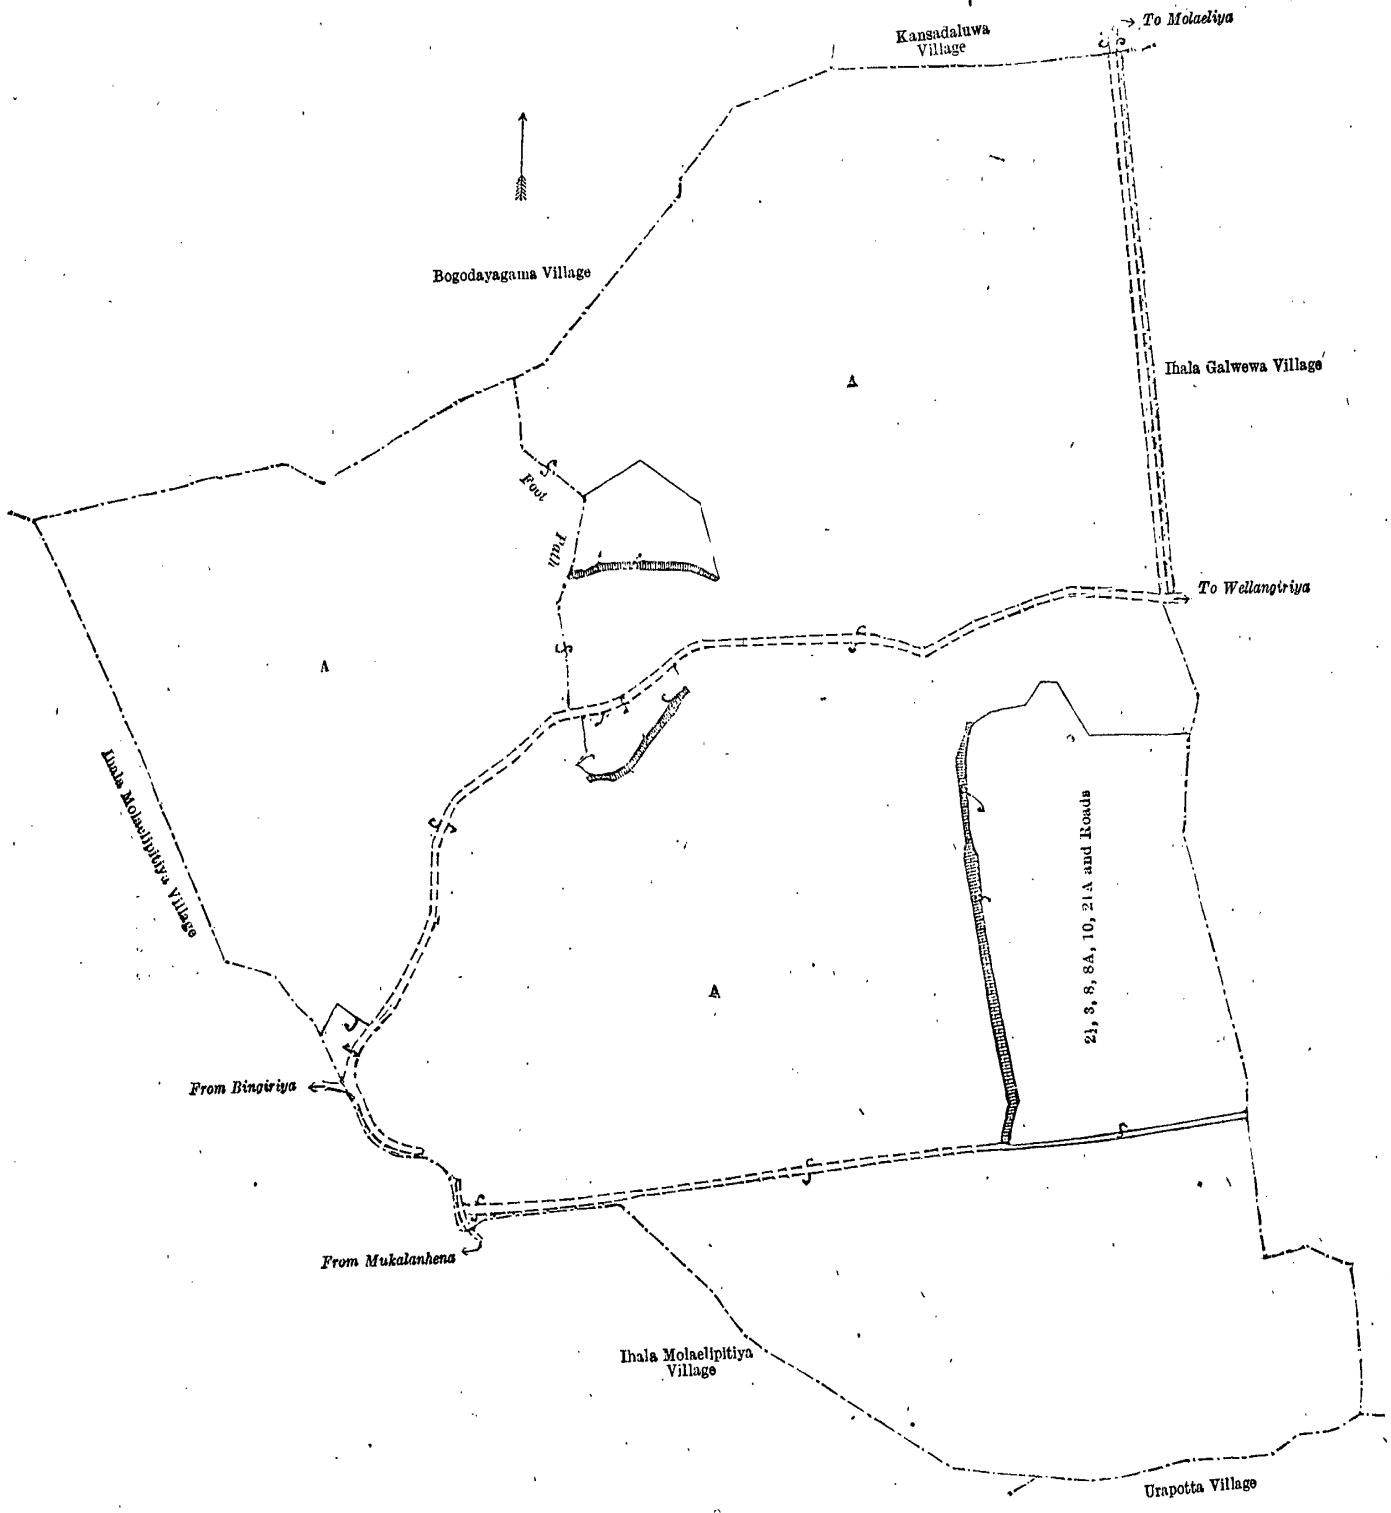 To Molaeliya
Kansadaluwa
Village
Bogodayagama Village
Ihala Galwewa Village
A
Foot
Path
To Wellangiriya
A
Ihala Molaelipitiya Village
2½, 3, 8, 8A, 10, 21A and Roads
A
From Bingiriya
From Mukalanhena
Ihala Molaelipitiya
Village
Urapotta Village